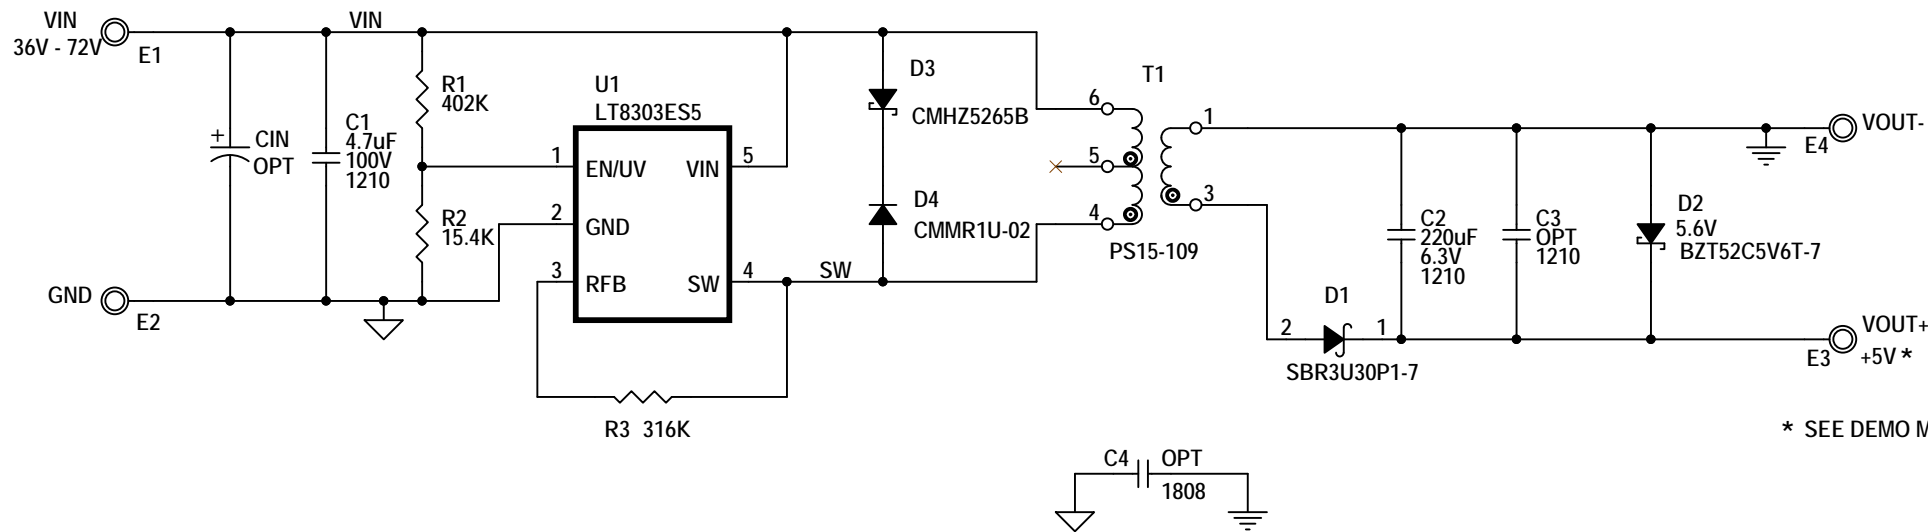 VIN
36V - 72V
E1
VIN
R1
402K
+
CIN
OPT
C1
4.7uF
100V
1210
R2
15.4K
GND
E2
U1
LT8303ES5
1
EN/UV
VIN
5
2
GND
3
RFB
SW
4
SW
R3 316K
D3
CMHZ5265B
D4
CMMR1U-02
T1
6
5
4
1
3
PS15-109
D1
2
1
SBR3U30P1-7
C2
220uF
6.3V
1210
C3
OPT
1210
D2
5.6V
BZT52C5V6T-7
VOUT-
E4
VOUT+
E3
+5V *
* SEE DEMO M
C4
OPT
1808